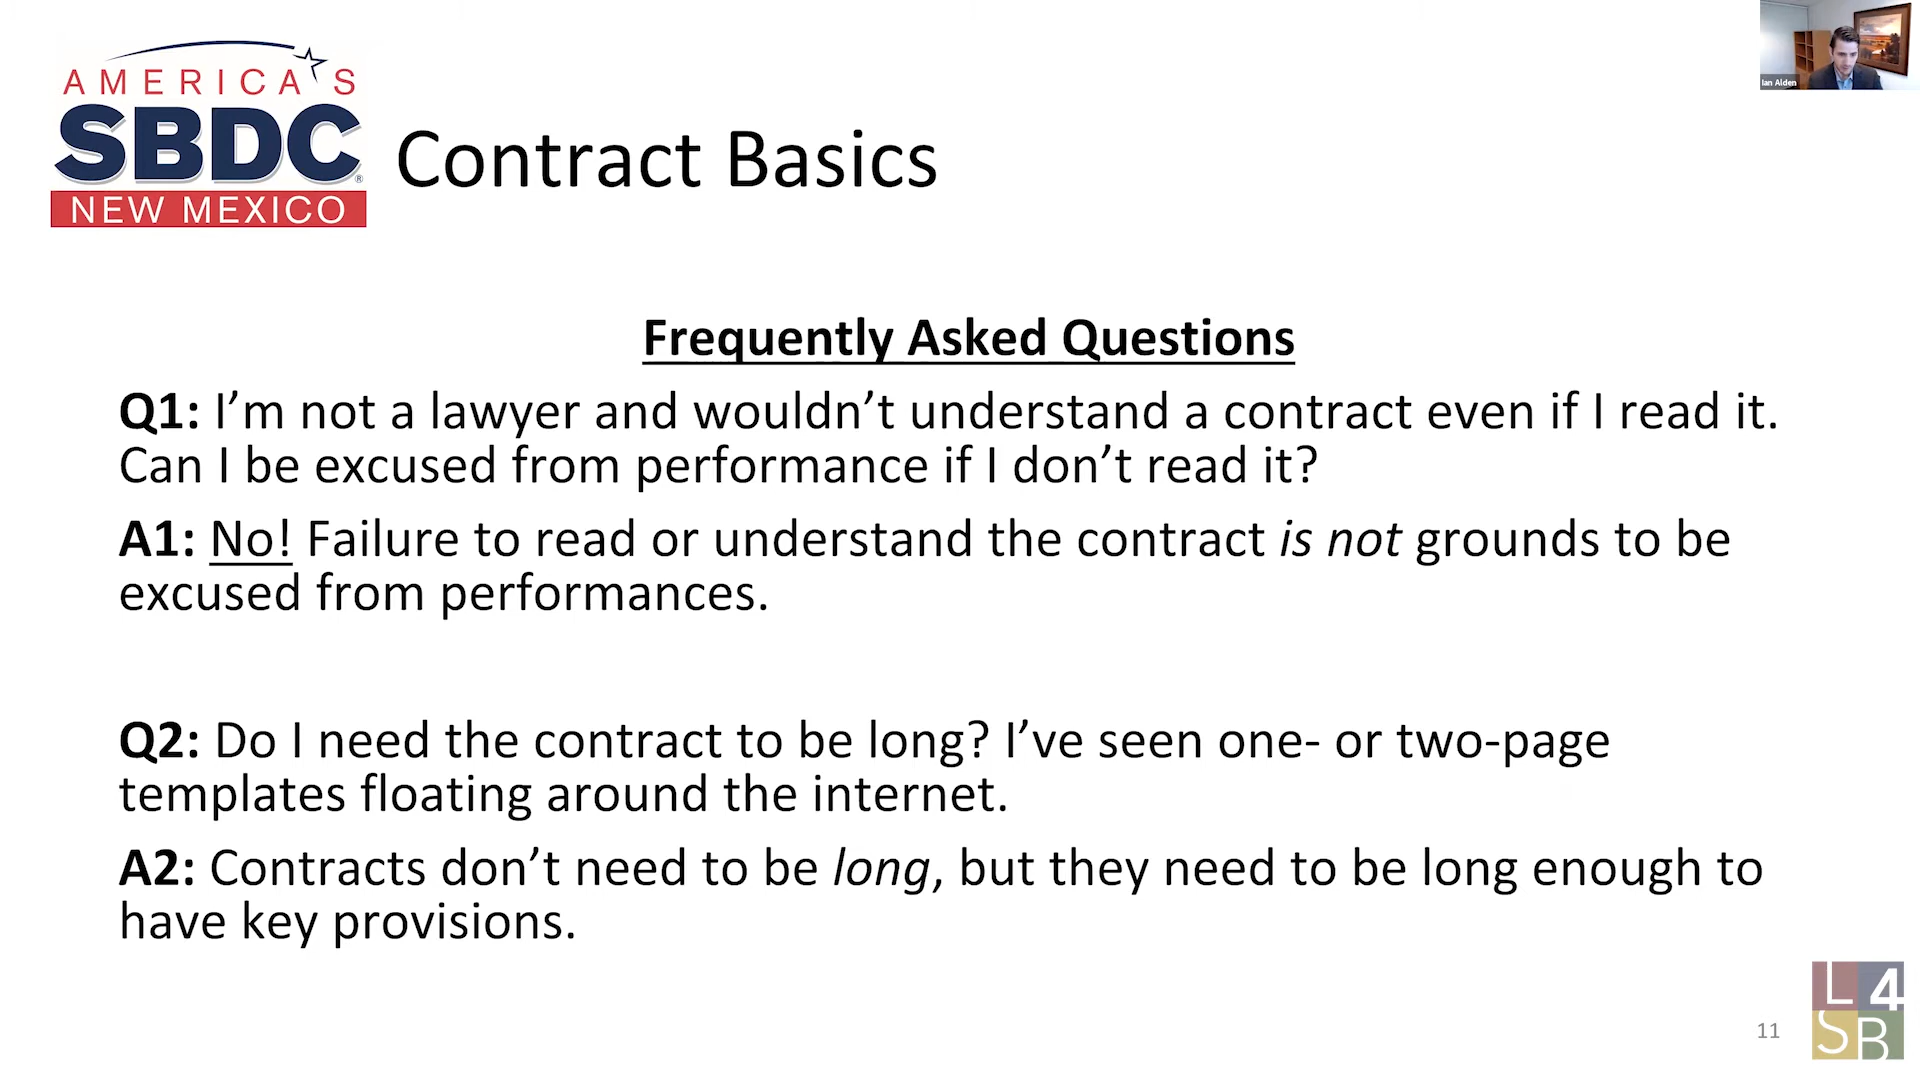 AMERICA'S
SBDC
®
NEW MEXICO
Contract Basics
Ian Alden
Frequently Asked Questions
Q1: I’m not a lawyer and wouldn’t understand a contract even if I read it.
Can I be excused from performance if I don’t read it?
A1: No! Failure to read or understand the contract is not grounds to be
excused from performances.
Q2: Do I need the contract to be long? I’ve seen one- or two-page
templates floating around the internet.
A2: Contracts don’t need to be long, but they need to be long enough to
have key provisions.
11
L4
SB